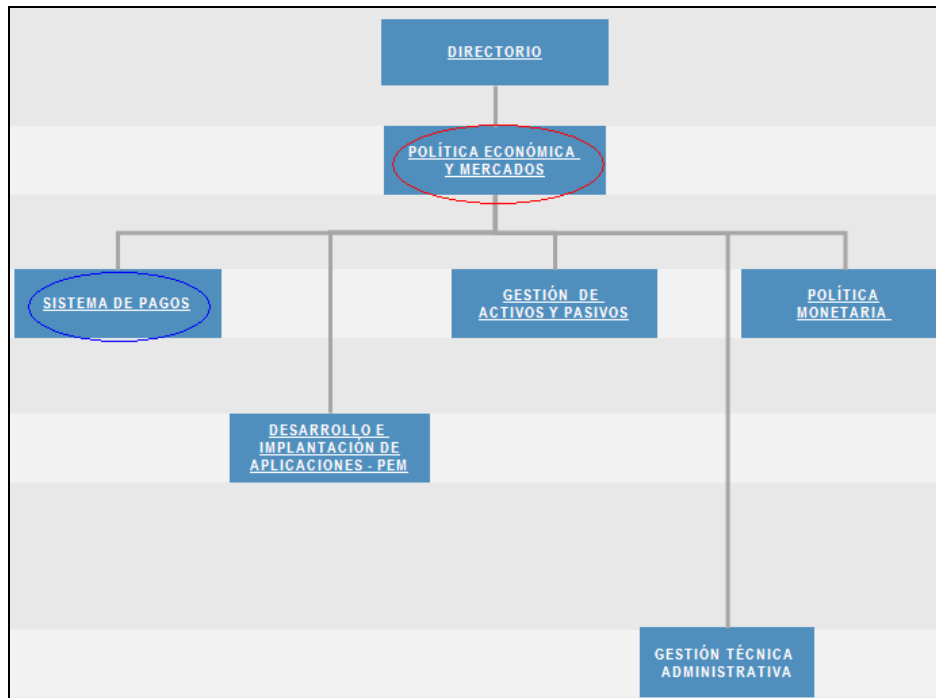 DIRECTORIO
POLÍTICA ECONÓMICA
Y MERCADOS
SISTEMA DE PAGOS
GESTIÓN DE
ACTIVOS Y PASIVOS
POLÍTICA
MONETARIA
DESARROLLO E
IMPLANTACIÓN DE
APLICACIONES - PEM
GESTIÓN TÉCNICA
ADMINISTRATIVA